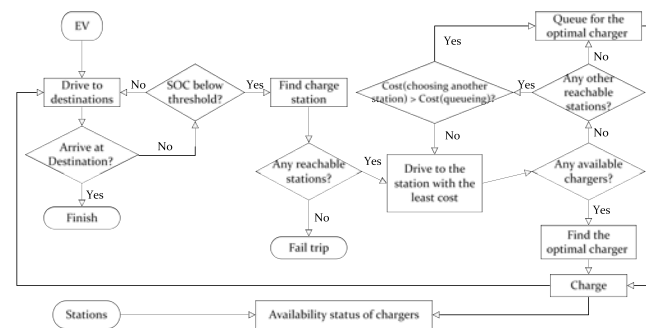 EV
Drive to
destinations
Arrive at
Destination?
Yes
Finish
No
No
SOC below
threshold?
Yes
Find charge
station
Any reachable
stations?
No
Fail trip
Yes
Drive to the
station with the
least cost
Any available
chargers?
No
Any other
reachable
stations?
Yes
Cost(choosing another
station) > Cost(queueing)?
No
Yes
No
Queue for the
optimal charger
Yes
Find the
optimal charger
Charge
Stations
Availability status of chargers